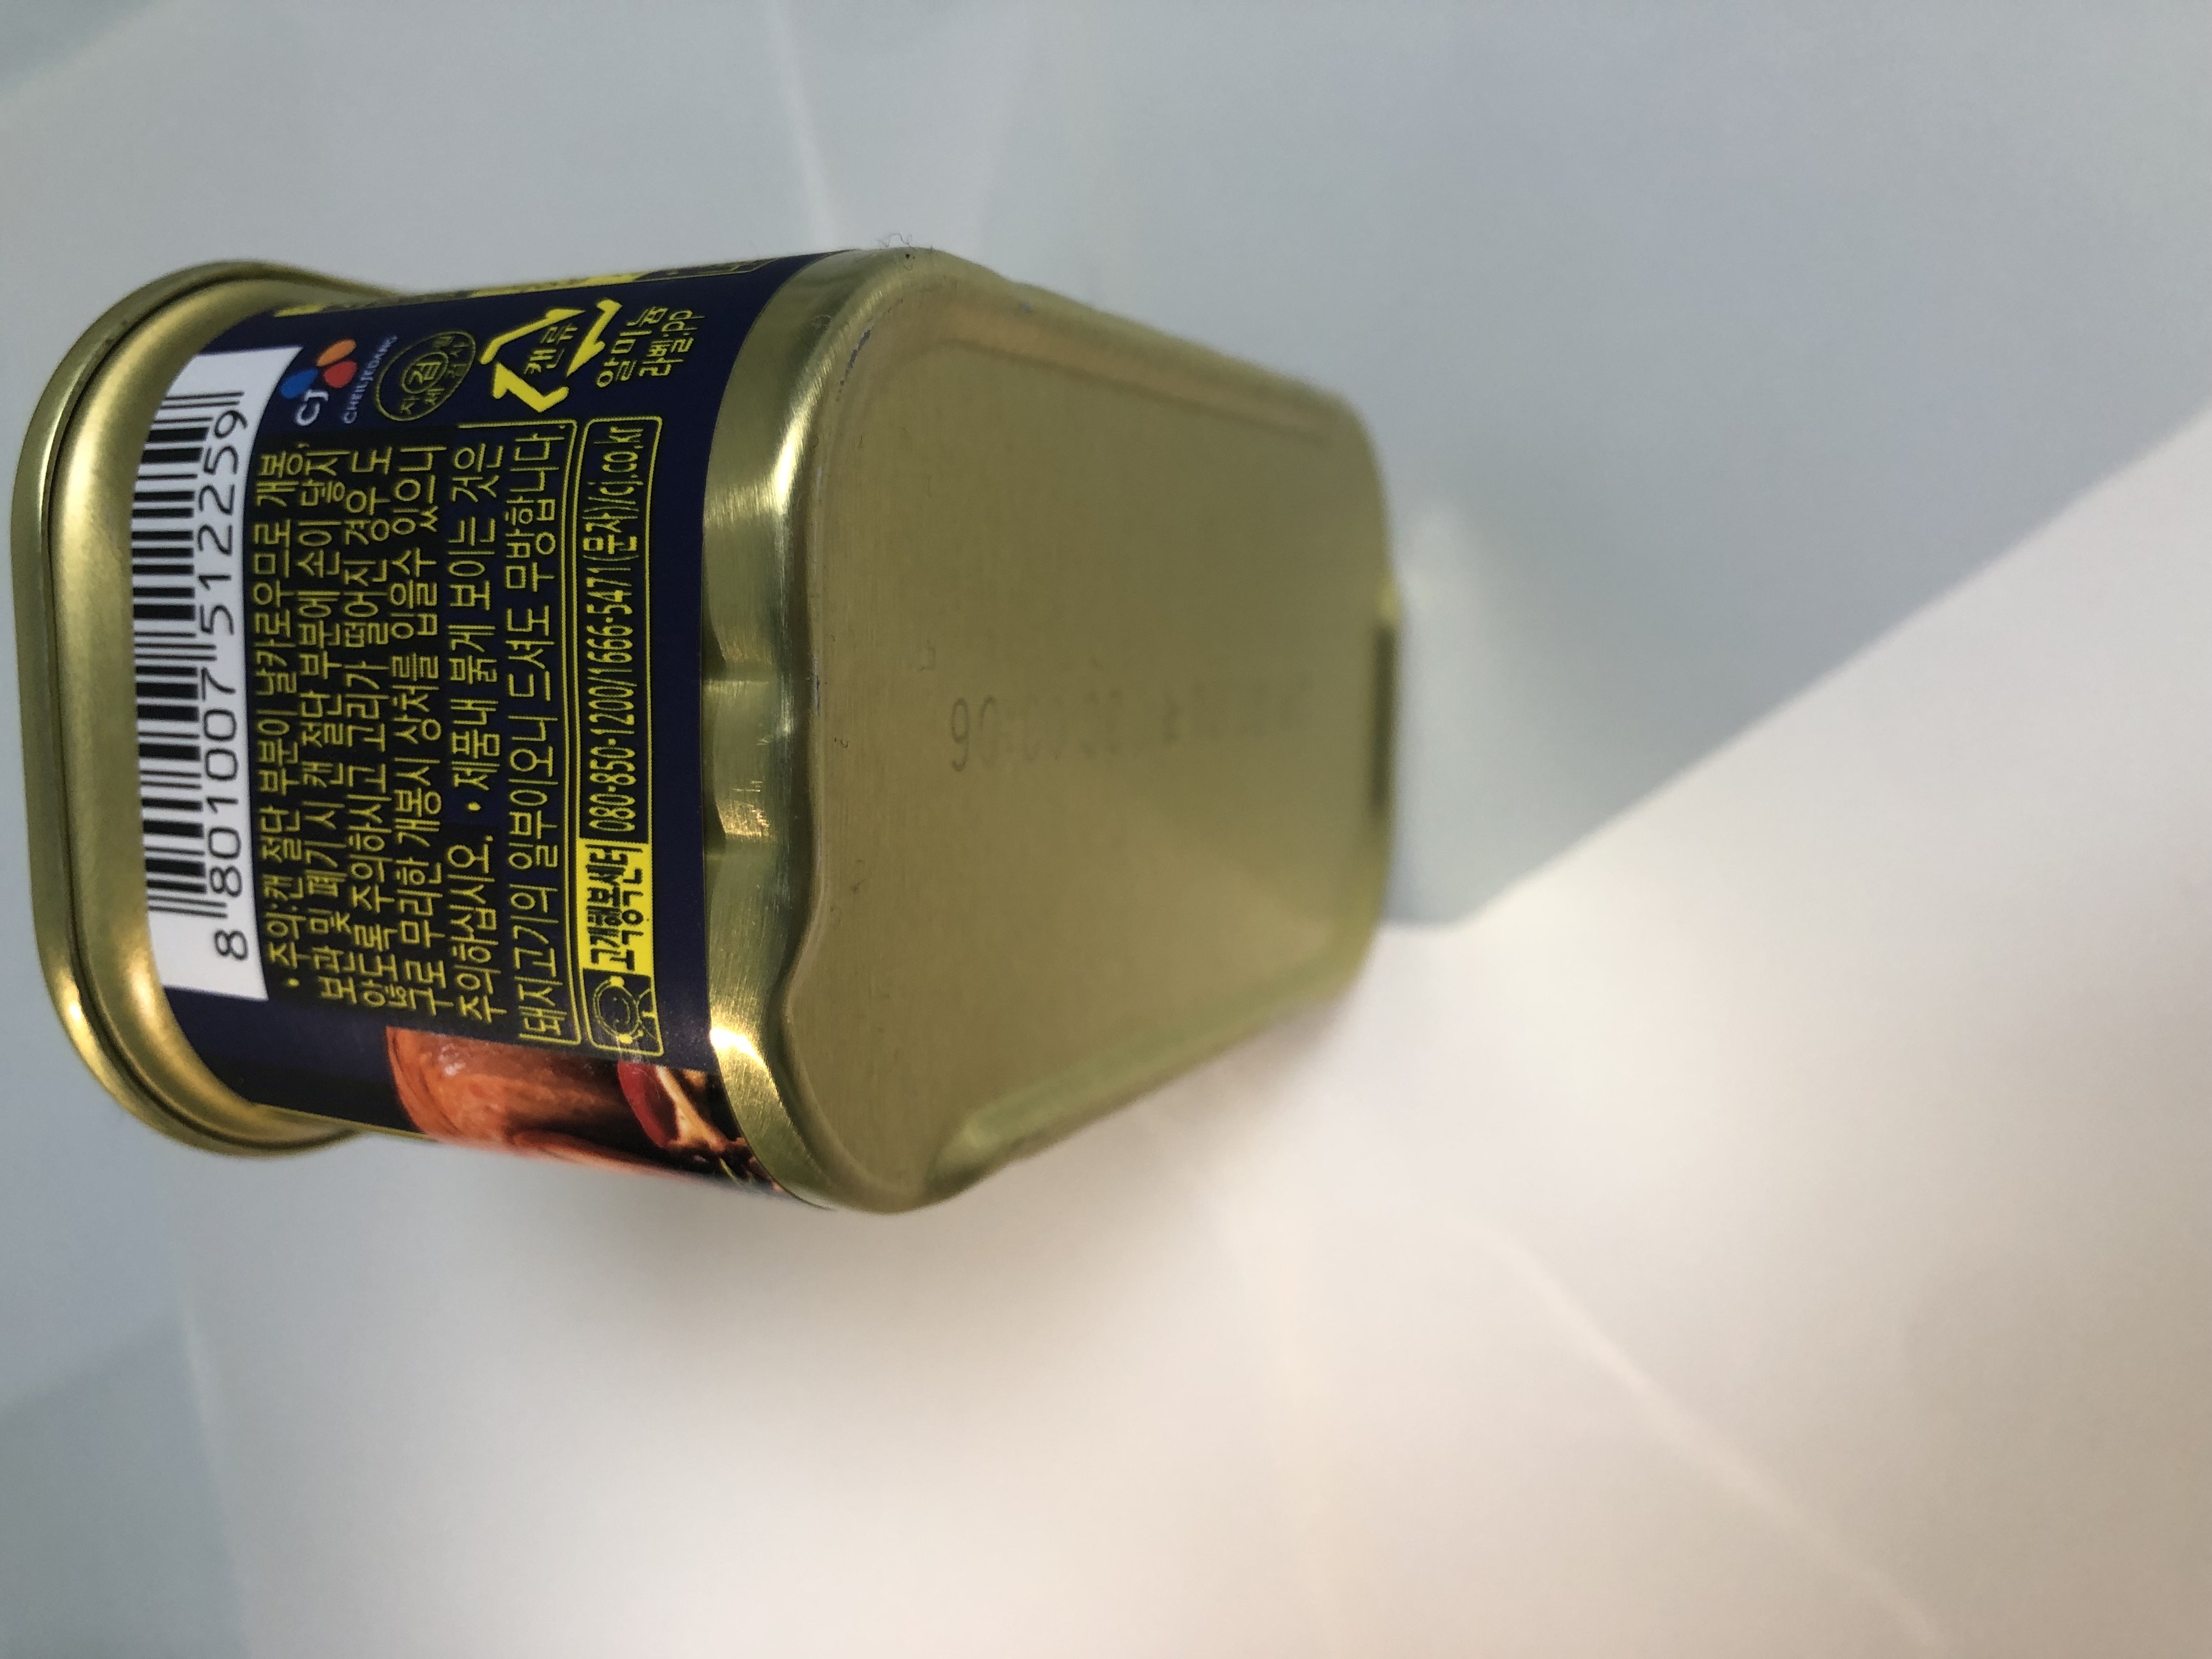 8 801007 512259
• 주의:캔 절단 부분이 날카로우므로 개봉,
보관 및 폐기 시 캔 절단 부분에 손이 닿지
않도록 주의하시고 고리가 떨어진 경우 도
구로 무리한 개봉시 상처를 입을수 있으니
주의하십시오. • 제품내 붉게 보이는 것은
돼지고기의 일부이오니 드셔도 무방합니다.
고객행복센터 080-850-1200/1666-5471(문자)/cj.co.kr
CJ
CHEILJEDANG
검
캔류
알미늄
라벨:PP